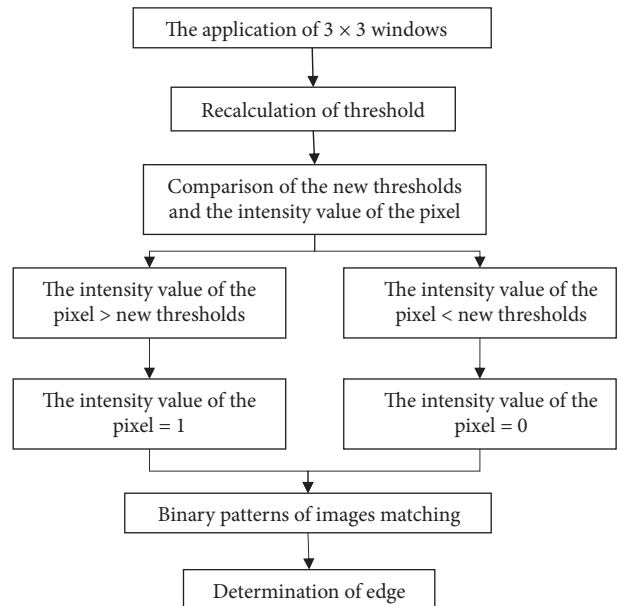 The application of 3 × 3 windows
Recalculation of threshold
Comparison of the new thresholds
and the intensity value of the pixel
The intensity value of the
pixel > new thresholds
The intensity value of the
pixel < new thresholds
The intensity value of the
pixel = 1
The intensity value of the
pixel = 0
Binary patterns of images matching
Determination of edge